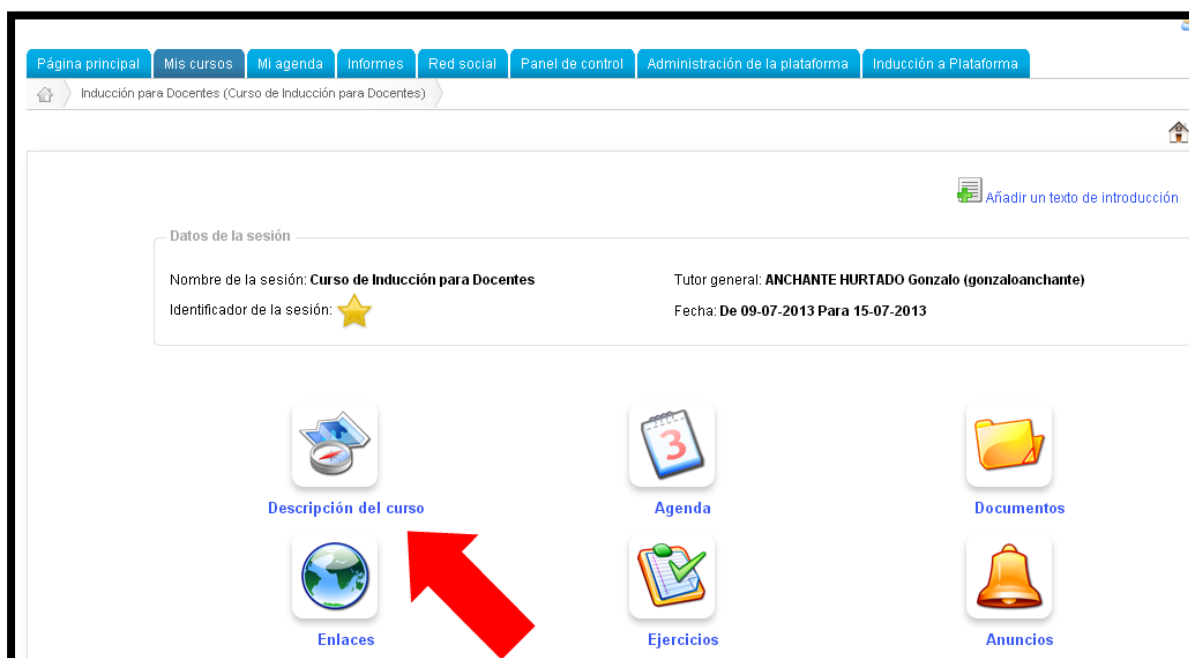 Página principal Mis cursos Mi agenda Informes Red social Panel de control Administración de la plataforma Inducción a Plataforma
Inducción para Docentes (Curso de Inducción para Docentes)
Añadir un texto de introducción
Datos de la sesión
Nombre de la sesión: Curso de Inducción para Docentes Tutor general: ANCHANTE HURTADO Gonzalo (gonzaloanchante)
Identificador de la sesión: Fecha: De 09-07-2013 Para 15-07-2013
3
Descripción del curso Agenda Documentos
Enlaces Ejercicios Anuncios